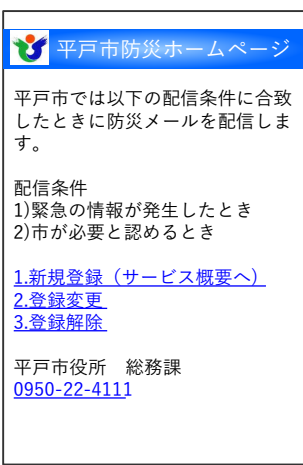 平戸市防災ホームページ
平戸市では以下の配信条件に合致
したときに防災メールを配信しま
す。
配信条件
1)緊急の情報が発生したとき
2)市が必要と認めるとき
1.新規登録（サービス概要へ）
2.登録変更
3.登録解除
平戸市役所　総務課
0950-22-4111